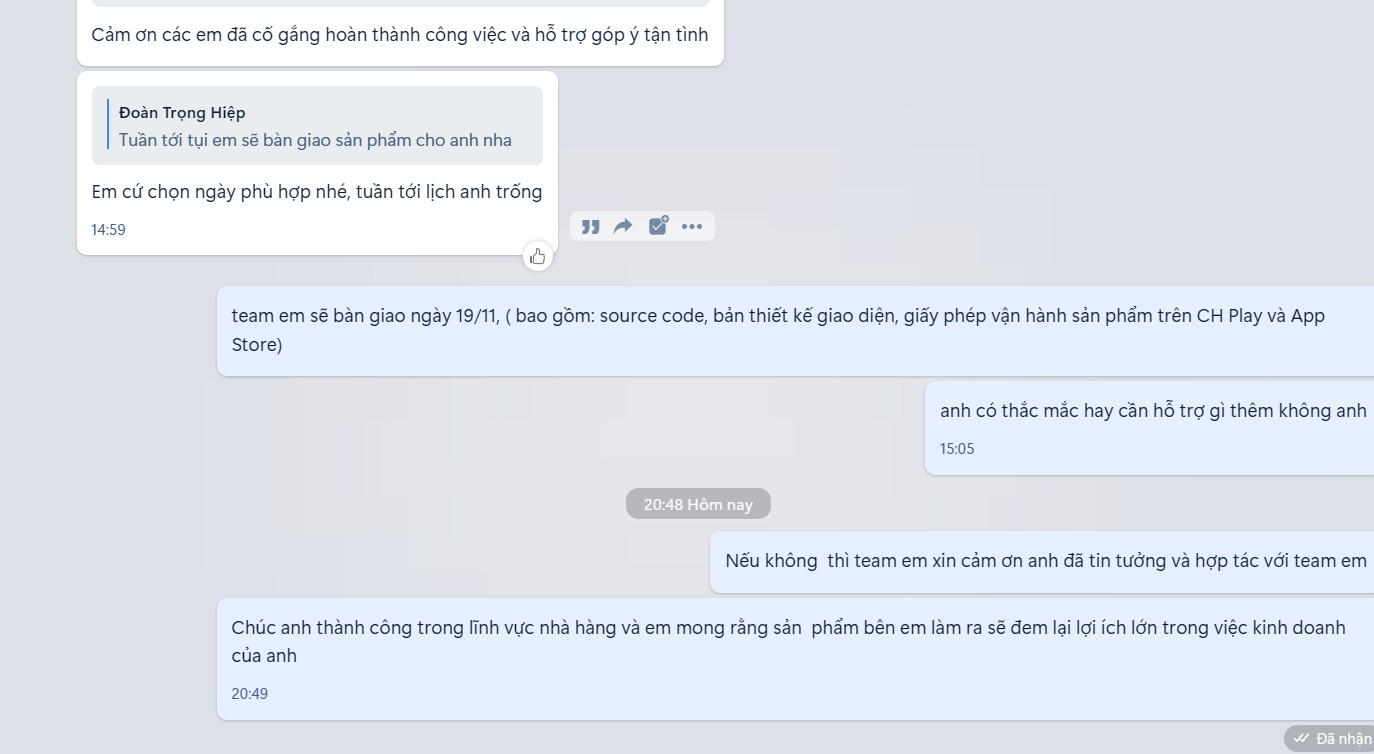 Cảm ơn các em đã cố gắng hoàn thành công việc và hỗ trợ góp ý tận tình
Đoàn Trọng Hiệp
Tuần tới tụi em sẽ bàn giao sản phẩm cho anh nha
Em cứ chọn ngày phù hợp nhé, tuần tới lịch anh trống
14:59
team em sẽ bàn giao ngày 19/11, ( bao gồm: source code, bản thiết kế giao diện, giấy phép vận hành sản phẩm trên CH Play và App
Store)
anh có thắc mắc hay cần hỗ trợ gì thêm không anh
15:05
20:48 Hôm nay
Nếu không  thì team em xin cảm ơn anh đã tin tưởng và hợp tác với team em
Chúc anh thành công trong lĩnh vực nhà hàng và em mong rằng sản  phẩm bên em làm ra sẽ đem lại lợi ích lớn trong việc kinh doanh
của anh
20:49
Đã nhận